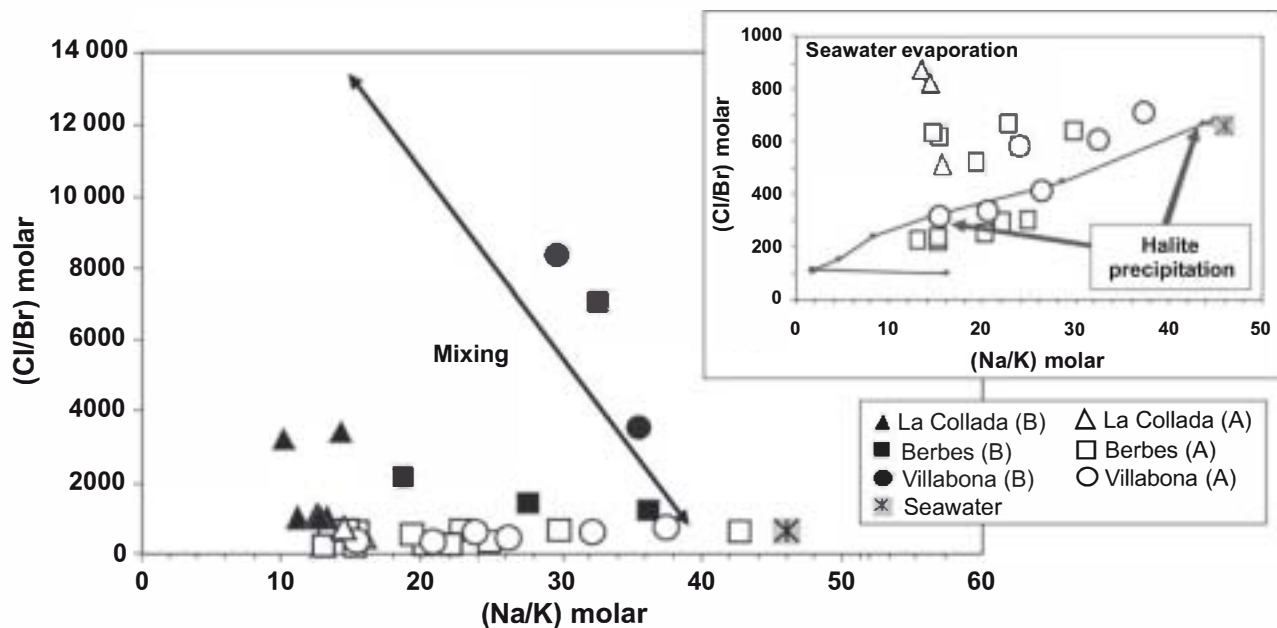 14 000
12 000
10 000
8000
6000
4000
2000
0
(Cl/Br) molar
0 10 20 30 40 50 60
(Na/K) molar
Mixing
Seawater evaporation
1000
800
600
400
200
0
(Cl/Br) molar
0 10 20 30 40 50
(Na/K) molar
Halite
precipitation
La Collada (B) La Collada (A)
Berbes (B) Berbes (A)
Villabona (B) Villabona (A)
Seawater